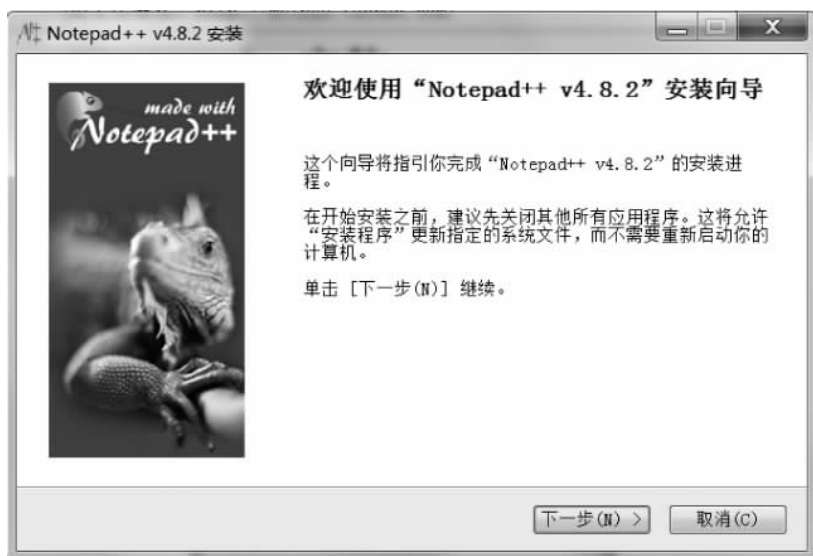 Notepad++ v4.8.2 安装
made with
Notepad++
欢迎使用“Notepad++ v4.8.2”安装向导
这个向导将指引你完成“Notepad++ v4.8.2”的安装进
程。
在开始安装之前，建议先关闭其他所有应用程序。这将允许
“安装程序”更新指定的系统文件，而不需要重新启动你的
计算机。
单击 [下一步(N)] 继续。
下一步(N) >
取消(C)